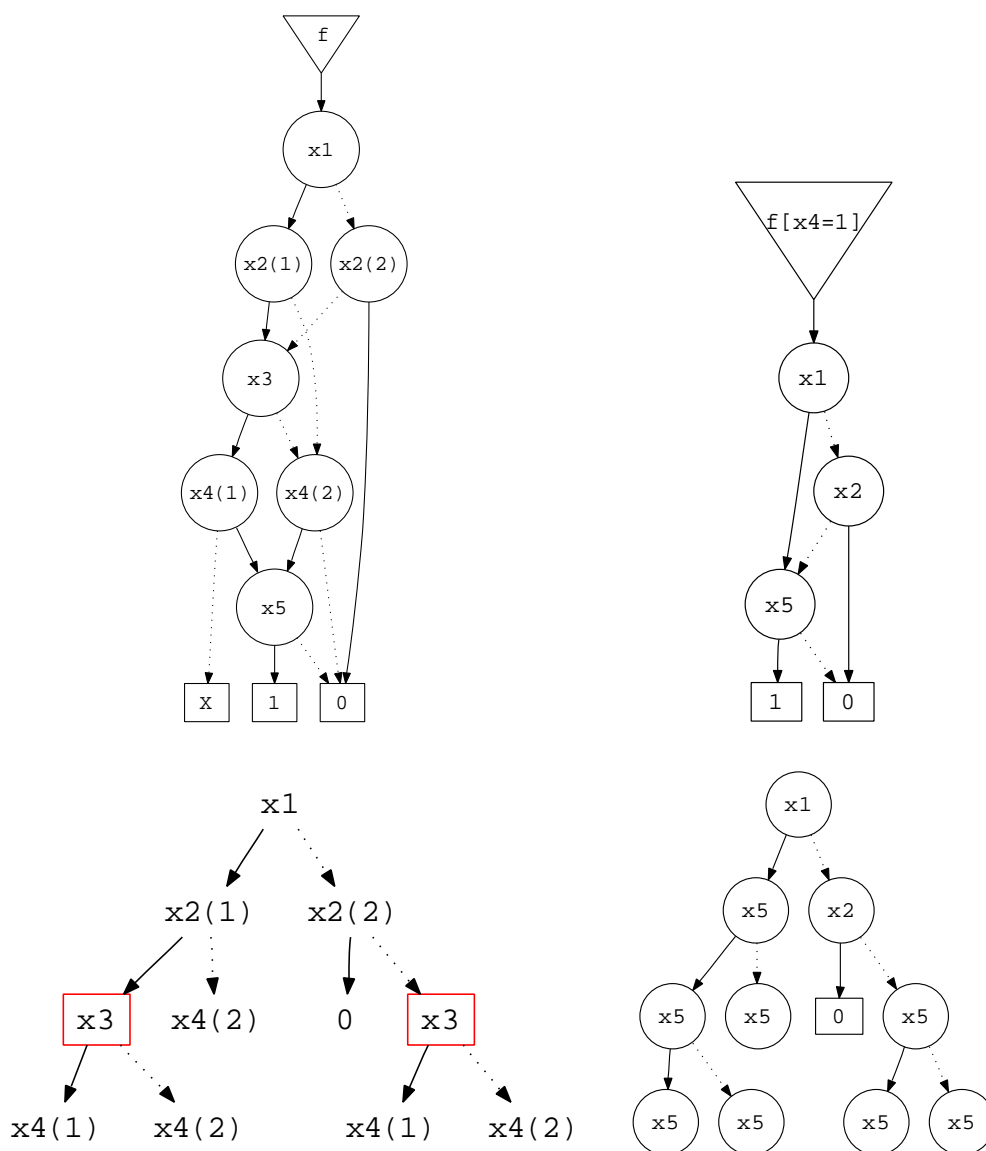 f
x1
x2(1) x2(2)
x3
x4(1) x4(2)
x5
X 1 0
f[x4=1]
x1
x2
x5
1 0
x1
x2(1) x2(2)
x3 x4(2) 0 x3
x4(1) x4(2) x4(1) x4(2)
x1
x5 x2
x5 x5 0 x5
x5 x5 x5 x5